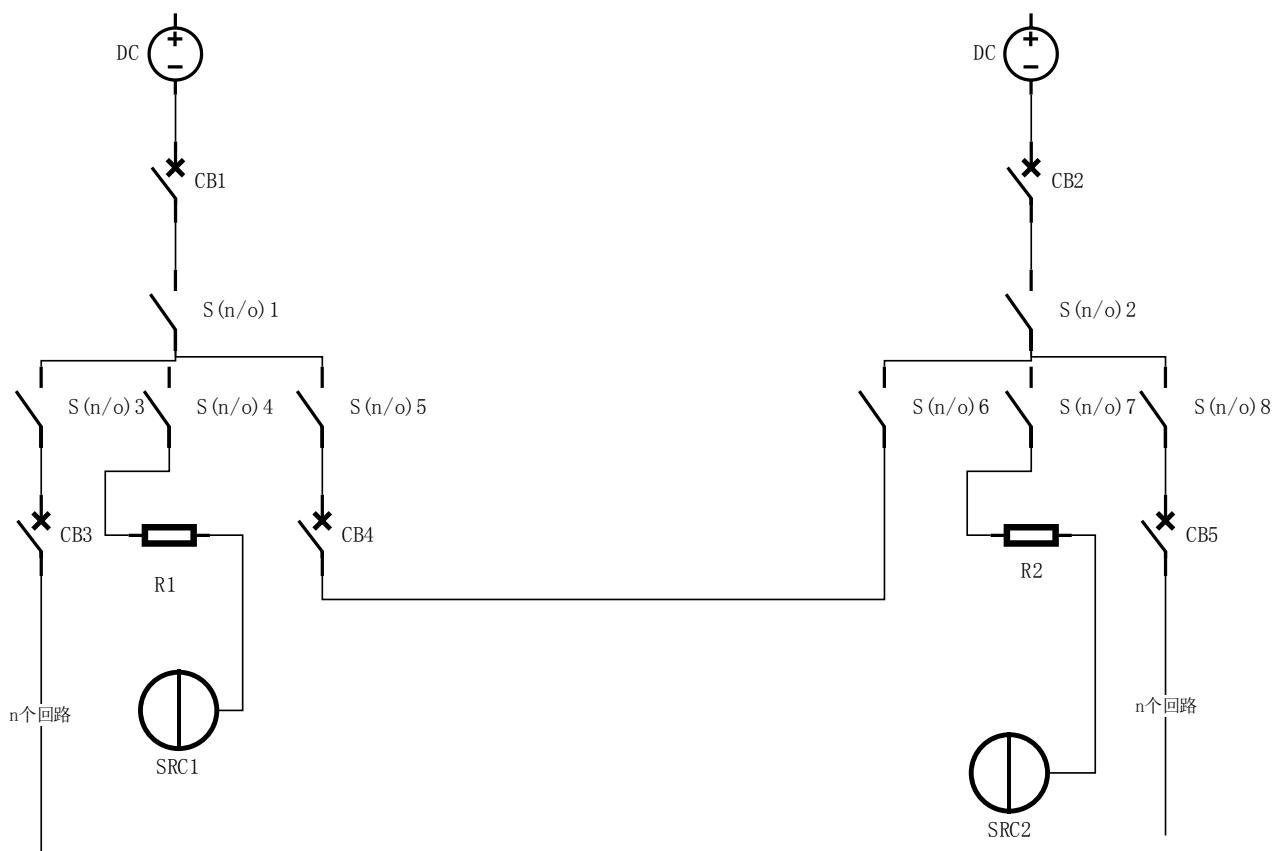 DC
DC
CB1
CB2
S(n/o)1
S(n/o)2
S(n/o)3
S(n/o)4
S(n/o)5
S(n/o)6
S(n/o)7
S(n/o)8
CB3
CB4
CB5
R1
R2
n个回路
n个回路
SRC1
SRC2